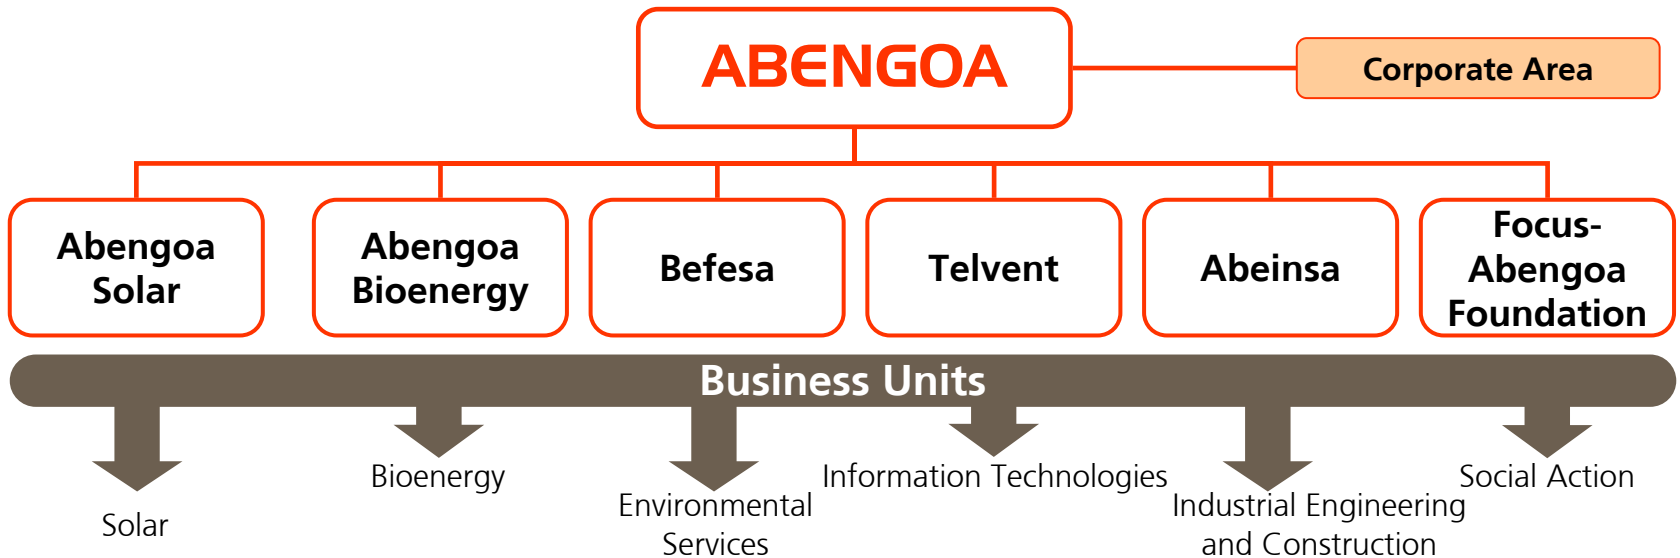 ABENGOA
Corporate Area
Abengoa
Solar
Abengoa
Bioenergy
Befesa
Telvent
Abeinsa
Focus-
Abengoa
Foundation
Business Units
Solar
Bioenergy
Environmental
Services
Information Technologies
Industrial Engineering
and Construction
Social Action